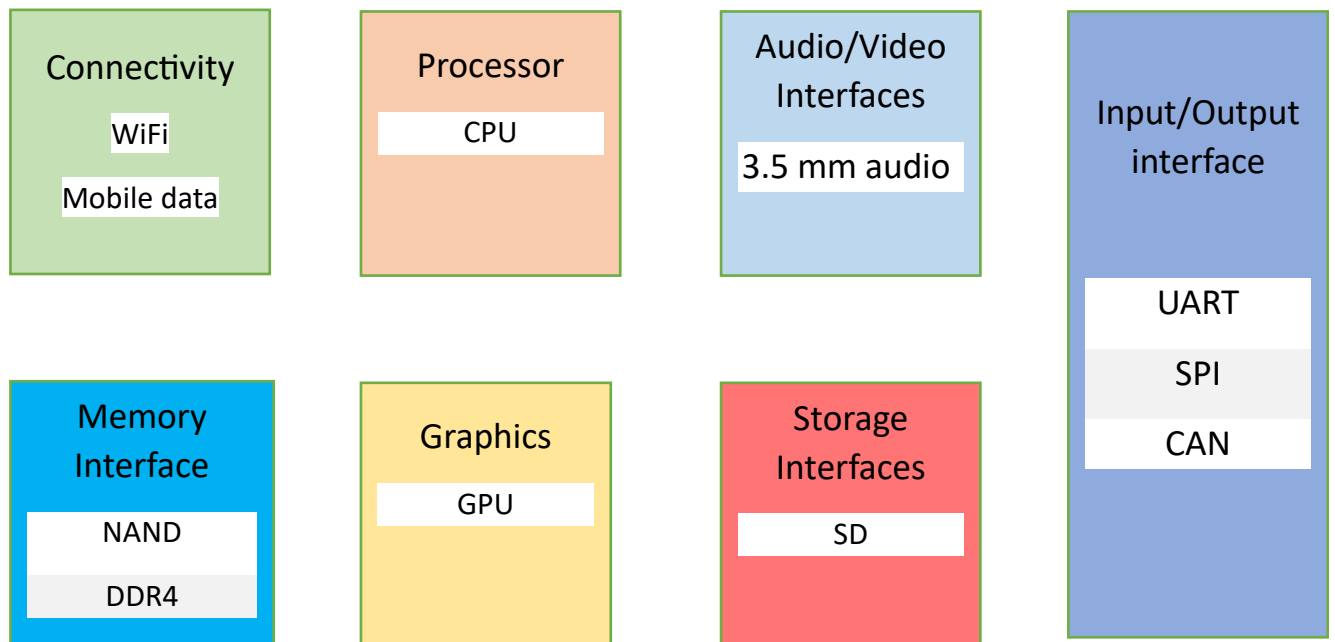 Connectivity
WiFi
Mobile data
Processor
CPU
Audio/Video
Interfaces
3.5 mm audio
Input/Output
interface
UART
SPI
CAN
Memory
Interface
NAND
DDR4
Graphics
GPU
Storage
Interfaces
SD